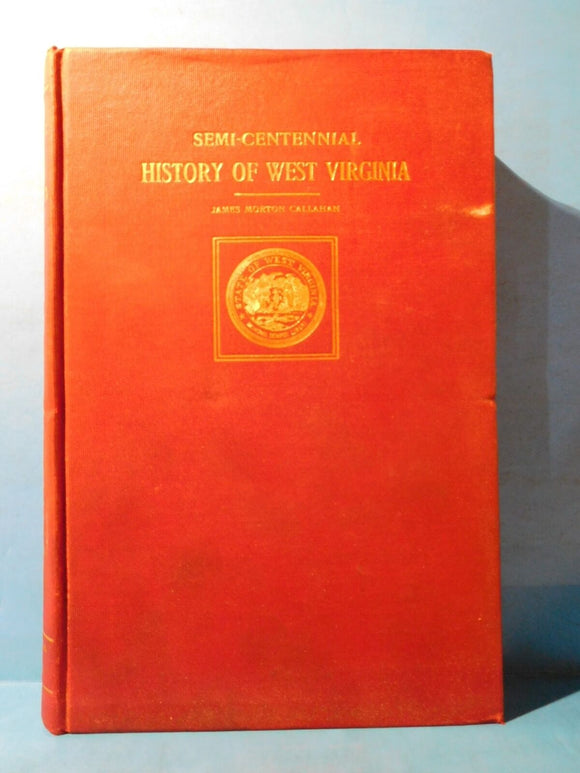 SEMI-CENTENNIAL
HISTORY OF WEST VIRGINIA
JAMES MORTON CALLAHAN
STATE OF WEST VIRGINIA